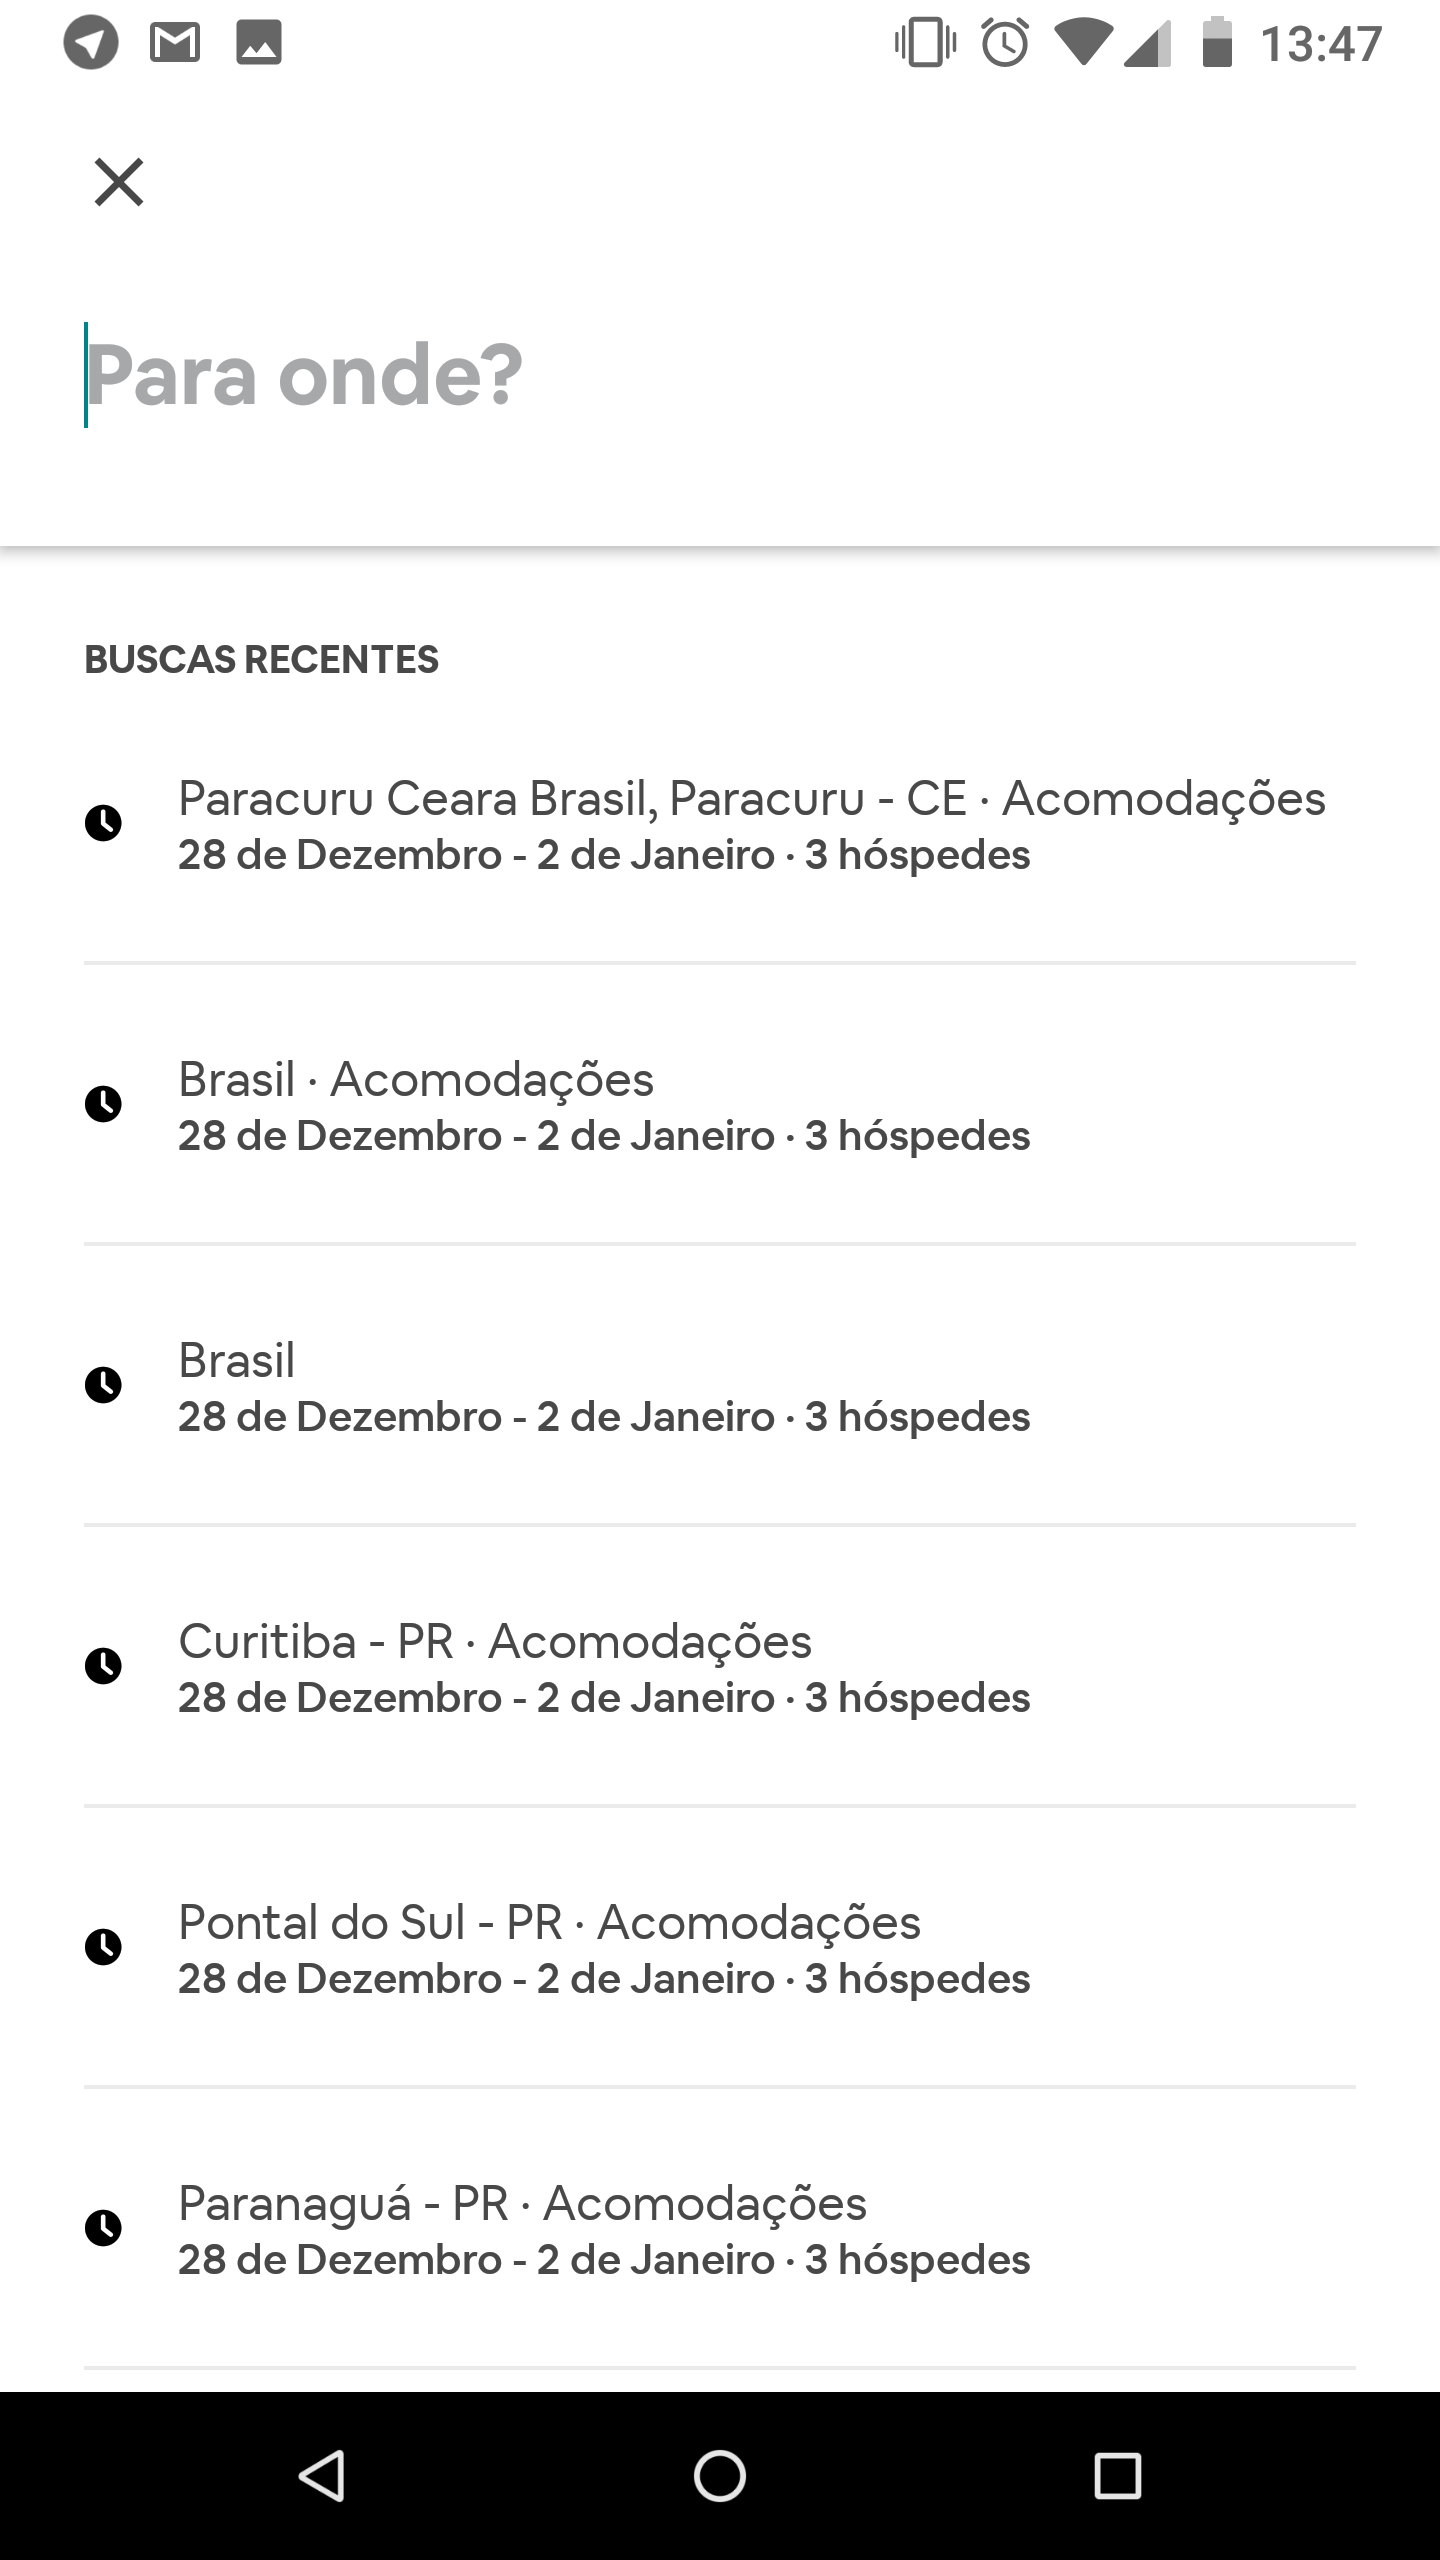 13:47
Para onde?
BUSCAS RECENTES
Paracuru Ceara Brasil, Paracuru - CE · Acomodações
28 de Dezembro - 2 de Janeiro · 3 hóspedes
Brasil · Acomodações
28 de Dezembro - 2 de Janeiro · 3 hóspedes
Brasil
28 de Dezembro - 2 de Janeiro · 3 hóspedes
Curitiba - PR · Acomodações
28 de Dezembro - 2 de Janeiro · 3 hóspedes
Pontal do Sul - PR · Acomodações
28 de Dezembro - 2 de Janeiro · 3 hóspedes
Paranaguá - PR · Acomodações
28 de Dezembro - 2 de Janeiro · 3 hóspedes